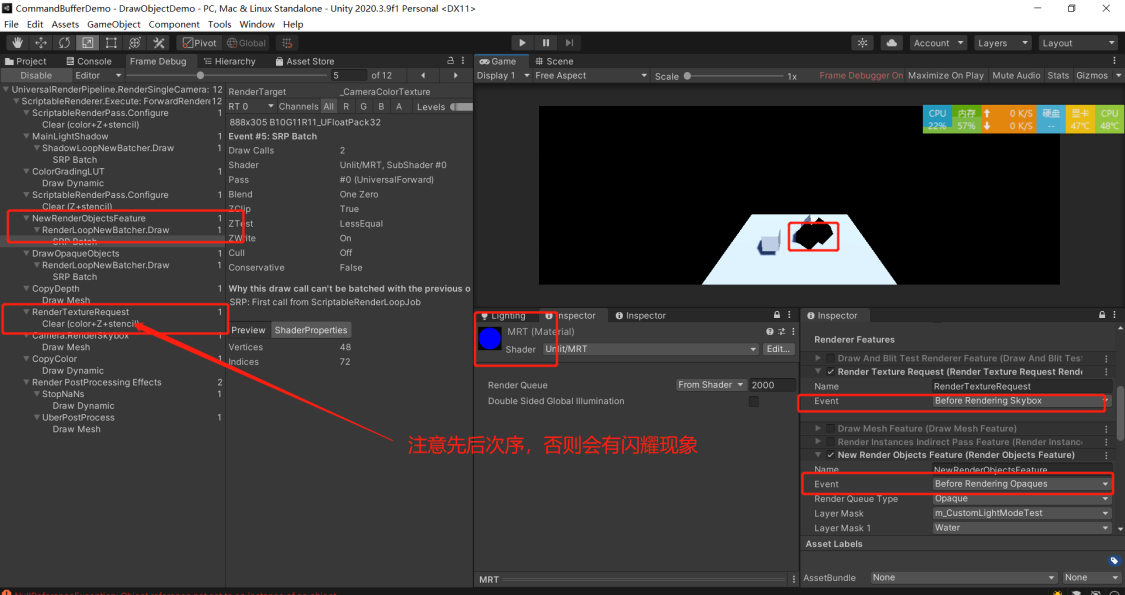 CommandBufferDemo - DrawObjectDemo - PC, Mac & Linux Standalone - Unity 2020.3.9f1 Personal <DX11>
File Edit Assets GameObject Component Tools Window Help
Pivot Global Account Layers Layout
Project Console Frame Debug Hierarchy Asset Store
Disable Editor 5 of 12
UniversalRenderPipeline.RenderSingleCamera: 12
ScriptableRenderer.Execute: ForwardRendere 12
ScriptableRenderPass.Configure 1
Clear (color+Z+stencil)
MainLightShadow 1
ShadowLoopNewBatcher.Draw 1
SRP Batch
ColorGradingLUT 1
Draw Dynamic
ScriptableRenderPass.Configure 1
Clear (Z+stencil)
NewRenderObjectsFeature 1
RenderLoopNewBatcher.Draw 1
SRP Batch
DrawOpaqueObjects 1
RenderLoopNewBatcher.Draw 1
SRP Batch
CopyDepth 1
Draw Mesh
RenderTextureRequest 1
Clear (color+Z+stencil)
Camera.RenderSkybox 1
Draw Mesh
CopyColor 1
Draw Dynamic
Render PostProcessing Effects 2
StopNaNs 1
Draw Dynamic
UberPostProcess 1
Draw Mesh
RenderTarget _CameraColorTexture
RT 0 Channels All R G B A Levels
888x305 B10G11R11_UFloatPack32
Event #5: SRP Batch
Draw Calls 2
Shader Unlit/MRT, SubShader #0
Pass #0 (UniversalForward)
Blend One Zero
ZClip True
ZTest LessEqual
ZWrite On
Cull Off
Conservative False
Why this draw call can't be batched with the previous o
SRP: First call from ScriptableRenderLoopJob
Preview ShaderProperties
Vertices 48
Indices 72
Game Scene
Display 1 Free Aspect Scale 1x Frame Debugger On Maximize On Play Mute Audio Stats Gizmos
CPU 内存 0 K/S 硬盘 显卡 CPU
22% 57% 0 K/S -- 47℃ 48℃
注意先后次序，否则会有闪耀现象
Lighting Inspector Inspector
MRT (Material)
Shader Unlit/MRT Edit...
Render Queue From Shader 2000
Double Sided Global Illumination
MRT
Inspector
Renderer Features
Draw And Blit Test Renderer Feature (Draw And Blit Test
Render Texture Request (Render Texture Request Rende
Name RenderTextureRequest
Event Before Rendering Skybox
Draw Mesh Feature (Draw Mesh Feature)
Render Instances Indirect Pass Feature (Render Instanc
New Render Objects Feature (Render Objects Feature)
Name NewRenderObjectsFeature
Event Before Rendering Opaques
Render Queue Type Opaque
Layer Mask m_CustomLightModeTest
Layer Mask 1 Water
Asset Labels
AssetBundle None None
NullReferenceException: Object reference not set to an instance of an object